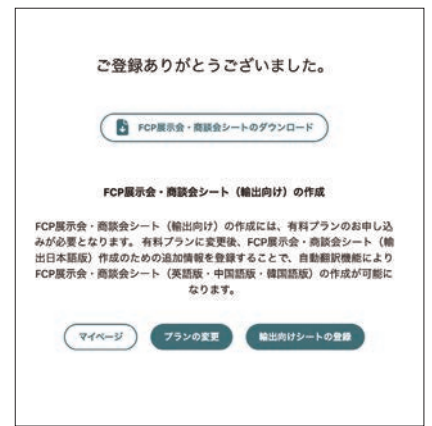 ご登録ありがとうございました。
FCP展示会・商談会シートのダウンロード
FCP展示会・商談会シート（輸出向け）の作成
FCP展示会・商談会シート（輸出向け）の作成には、有料プランのお申し込
みが必要となります。有料プランに変更後、FCP展示会・商談会シート（輸
出日本語版）作成のための追加情報を登録することで、自動翻訳機能により
FCP展示会・商談会シート（英語版・中国語版・韓国語版）の作成が可能に
なります。
マイページ
プランの変更
輸出向けシートの登録